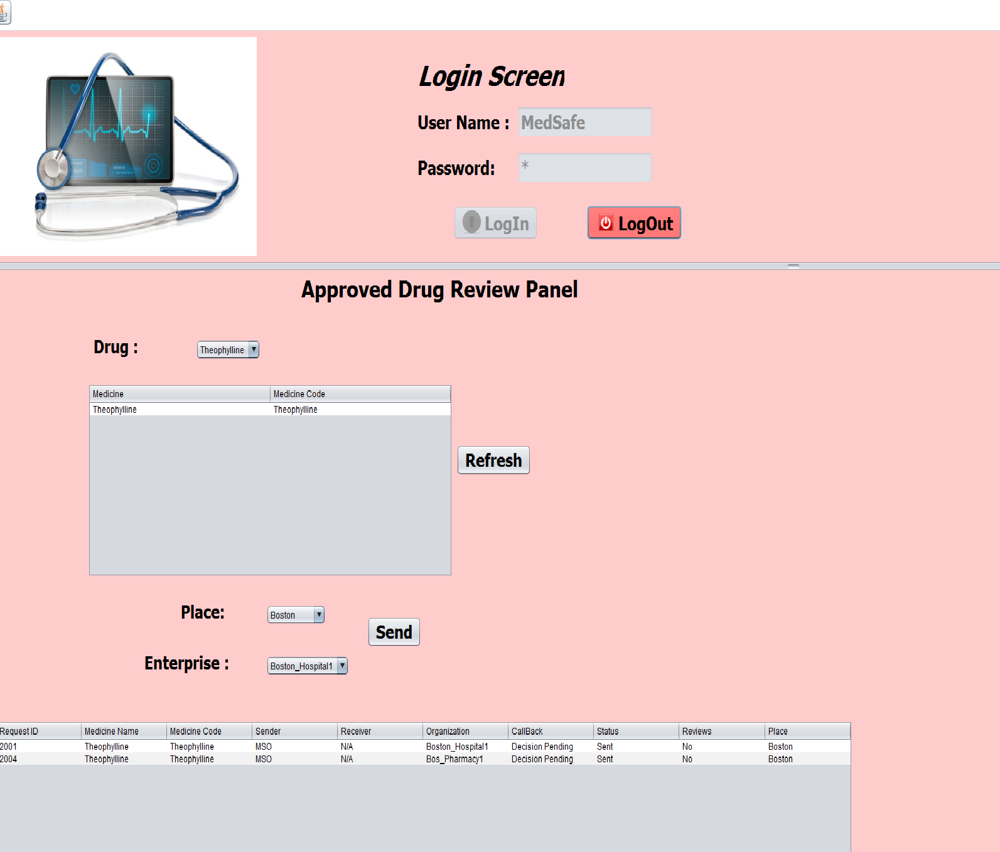 Login Screen
User Name : MedSafe
Password: *
LogIn LogOut
Approved Drug Review Panel
Drug : Theophylline
Medicine Medicine Code
Theophylline Theophylline
Refresh
Place: Boston
Send
Enterprise : Boston_Hospital1
Request ID Medicine Name Medicine Code Sender Receiver Organization CallBack Status Reviews Place
2001 Theophylline Theophylline MSO N/A Boston_Hospital1 Decision Pending Sent No Boston
2004 Theophylline Theophylline MSO N/A Bos_Pharmacy1 Decision Pending Sent No Boston